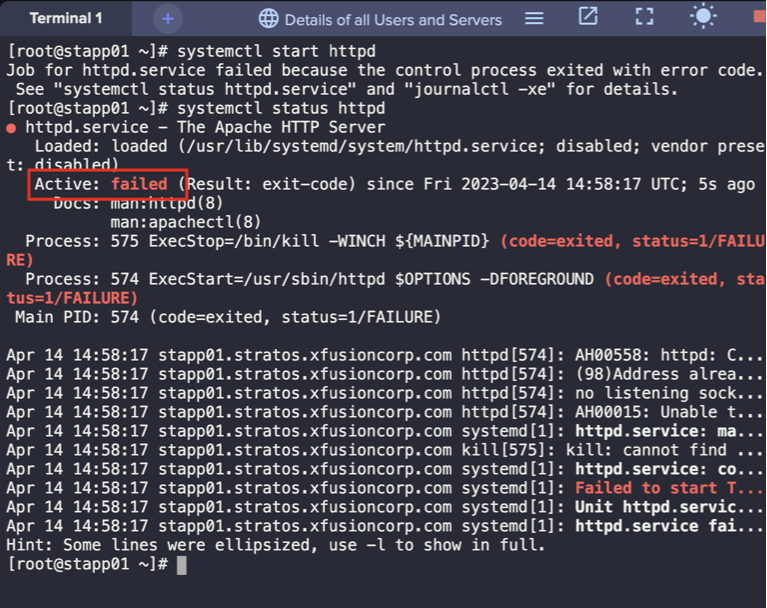 Terminal 1
+
Details of all Users and Servers
[root@stapp01 ~]# systemctl start httpd
Job for httpd.service failed because the control process exited with error code.
 See "systemctl status httpd.service" and "journalctl -xe" for details.
[root@stapp01 ~]# systemctl status httpd
● httpd.service - The Apache HTTP Server
   Loaded: loaded (/usr/lib/systemd/system/httpd.service; disabled; vendor prese
t: disabled)
   Active: failed (Result: exit-code) since Fri 2023-04-14 14:58:17 UTC; 5s ago
     Docs: man:httpd(8)
           man:apachectl(8)
  Process: 575 ExecStop=/bin/kill -WINCH ${MAINPID} (code=exited, status=1/FAILU
RE)
  Process: 574 ExecStart=/usr/sbin/httpd $OPTIONS -DFOREGROUND (code=exited, sta
tus=1/FAILURE)
 Main PID: 574 (code=exited, status=1/FAILURE)

Apr 14 14:58:17 stapp01.stratos.xfusioncorp.com httpd[574]: AH00558: httpd: C...
Apr 14 14:58:17 stapp01.stratos.xfusioncorp.com httpd[574]: (98)Address alrea...
Apr 14 14:58:17 stapp01.stratos.xfusioncorp.com httpd[574]: no listening sock...
Apr 14 14:58:17 stapp01.stratos.xfusioncorp.com httpd[574]: AH00015: Unable t...
Apr 14 14:58:17 stapp01.stratos.xfusioncorp.com systemd[1]: httpd.service: ma...
Apr 14 14:58:17 stapp01.stratos.xfusioncorp.com kill[575]: kill: cannot find ...
Apr 14 14:58:17 stapp01.stratos.xfusioncorp.com systemd[1]: httpd.service: co...
Apr 14 14:58:17 stapp01.stratos.xfusioncorp.com systemd[1]: Failed to start T...
Apr 14 14:58:17 stapp01.stratos.xfusioncorp.com systemd[1]: Unit httpd.servic...
Apr 14 14:58:17 stapp01.stratos.xfusioncorp.com systemd[1]: httpd.service fai...
Hint: Some lines were ellipsized, use -l to show in full.
[root@stapp01 ~]#